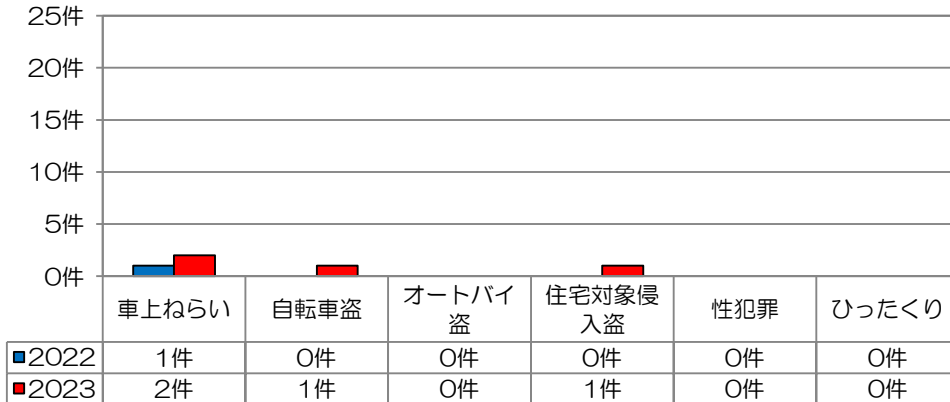 25件
20件
15件
10件
5件
0件
車上ねらい 自転車盗 オートバイ盗 住宅対象侵入盗 性犯罪 ひったくり
2022 1件 0件 0件 0件 0件 0件
2023 2件 1件 0件 1件 0件 0件